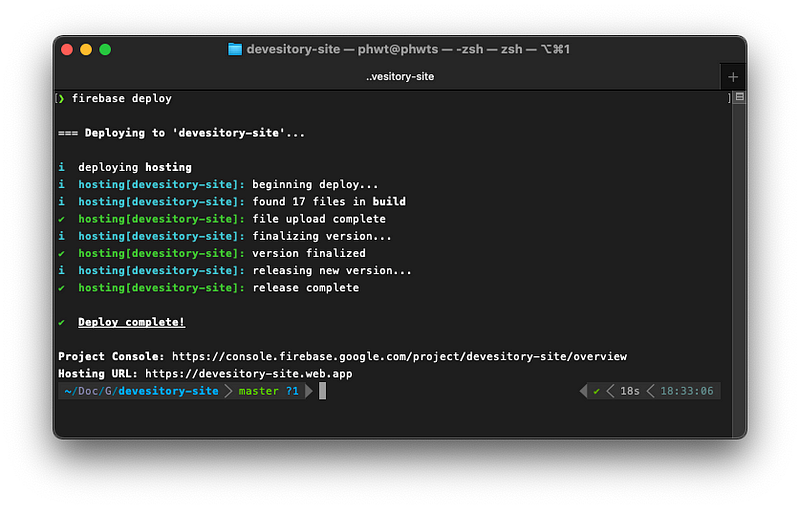 devesitory-site — phwt@phwts — -zsh — zsh — ⌥⌘1
..vesitory-site
+
[❯ firebase deploy ]
=== Deploying to 'devesitory-site'...
i deploying hosting
i hosting[devesitory-site]: beginning deploy...
i hosting[devesitory-site]: found 17 files in build
✔ hosting[devesitory-site]: file upload complete
i hosting[devesitory-site]: finalizing version...
✔ hosting[devesitory-site]: version finalized
i hosting[devesitory-site]: releasing new version...
✔ hosting[devesitory-site]: release complete
✔ Deploy complete!
Project Console: https://console.firebase.google.com/project/devesitory-site/overview
Hosting URL: https://devesitory-site.web.app
~/Doc/G/devesitory-site master ?1 ✔ 18s 18:33:06